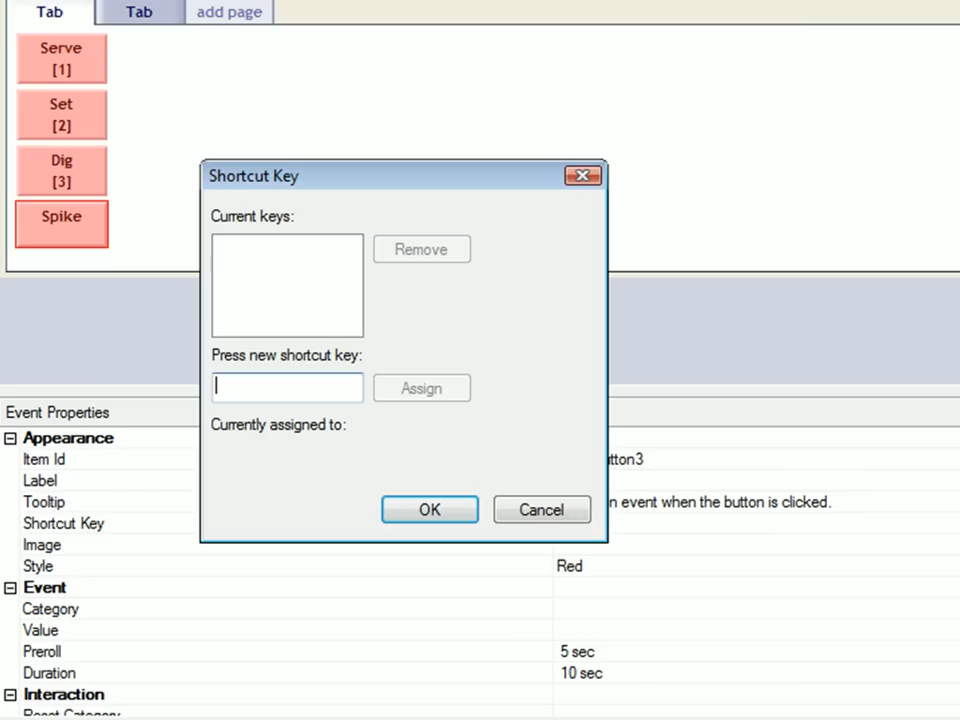 Tab
Tab
add page
Serve
[1]
Set
[2]
Dig
[3]
Spike
Shortcut Key
Current keys:
Remove
Press new shortcut key:
Assign
Currently assigned to:
OK
Cancel
Event Properties
Appearance
Item Id
tton3
Label
Tooltip
n event when the button is clicked.
Shortcut Key
Image
Style
Red
Event
Category
Value
Preroll
5 sec
Duration
10 sec
Interaction
Reset Category